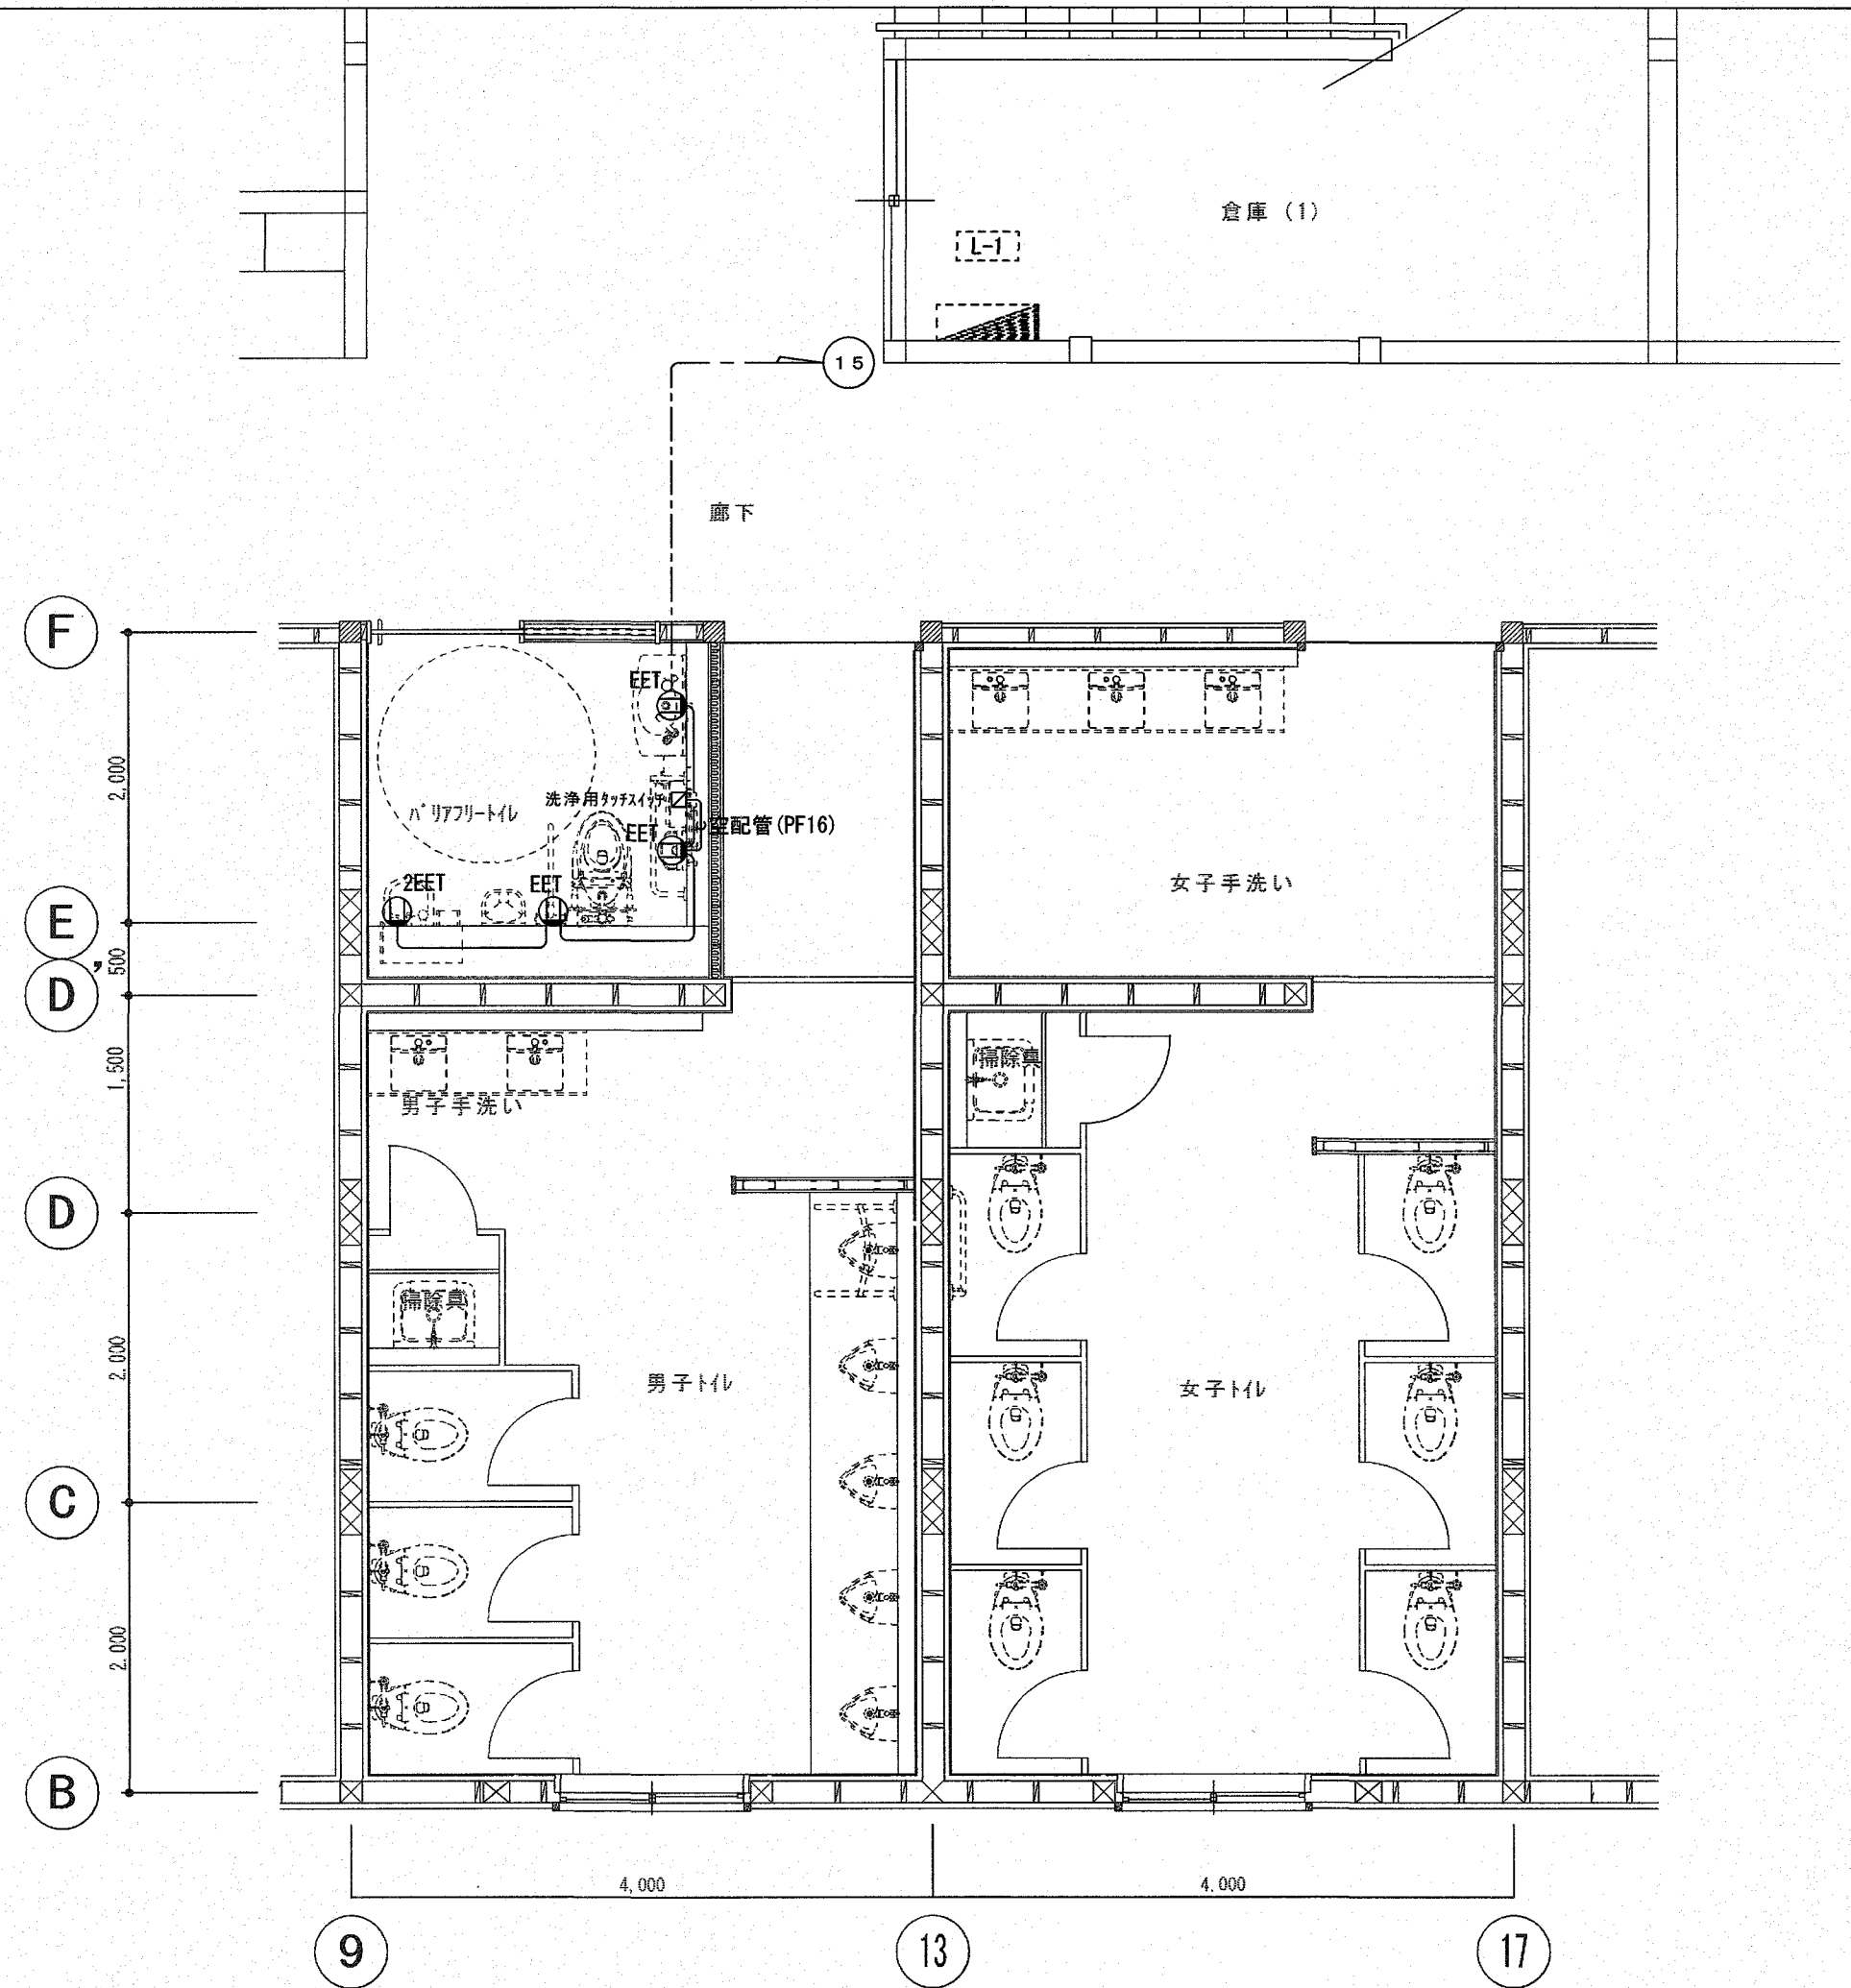 倉庫 (1)
L-1
15
廊下
F
EET
2,000
洗浄用ﾀｯﾁｽｲｯﾁ
ﾊﾞﾘｱﾌﾘｰﾄｲﾚ
EET
空配管(PF16)
2EET
EET
女子手洗い
E
500
D'
掃除具
1,500
男子手洗い
D
掃除具
2,000
男子ﾄｲﾚ
女子ﾄｲﾚ
C
2,000
B
4,000
4,000
9
13
17